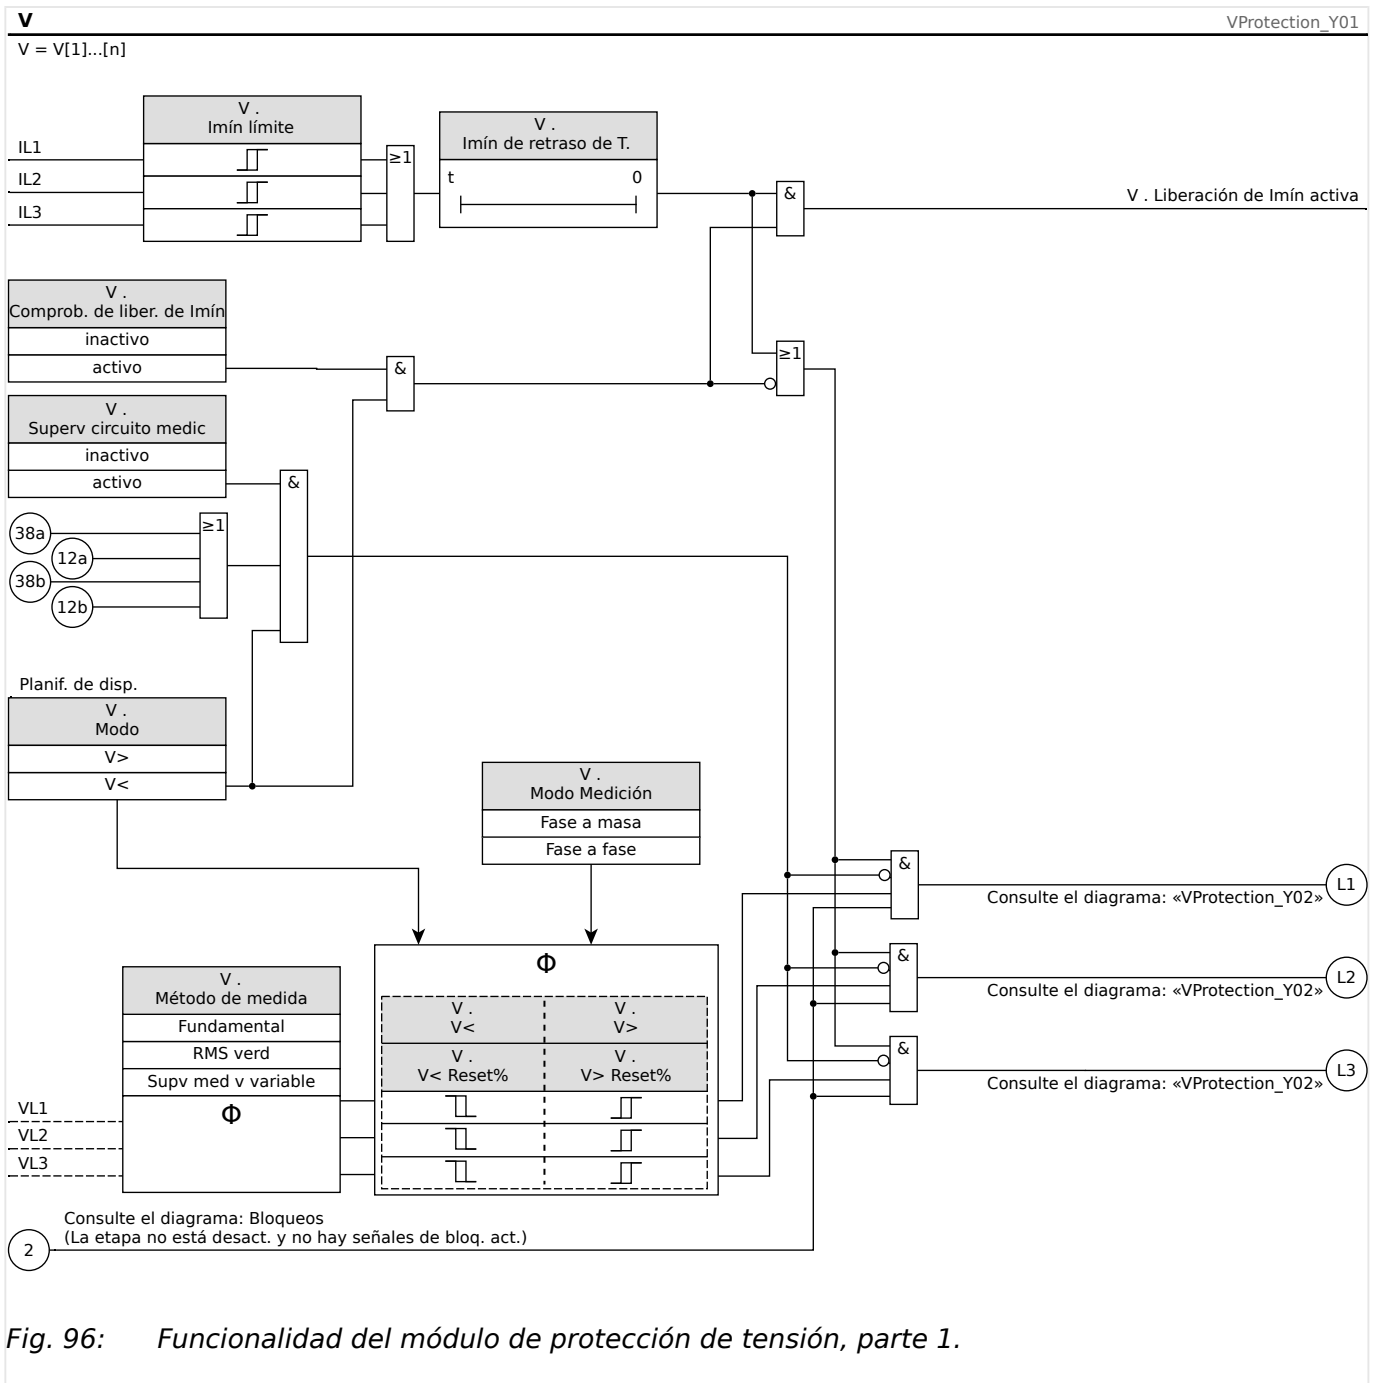 V
VProtection_Y01
V = V[1]...[n]
V .
Imín límite
IL1
IL2
IL3
≥1
V .
Imín de retraso de T.
t
0
&
V . Liberación de Imín activa
V .
Comprob. de liber. de Imín
inactivo
activo
&
≥1
V .
Superv circuito medic
inactivo
activo
&
≥1
38a
12a
38b
12b
Planif. de disp.
V .
Modo
V>
V<
V .
Modo Medición
Fase a masa
Fase a fase
&
L1
Consulte el diagrama: «VProtection_Y02»
&
L2
Consulte el diagrama: «VProtection_Y02»
&
L3
Consulte el diagrama: «VProtection_Y02»
Φ
V .
V<
V .
V>
V .
V< Reset%
V .
V> Reset%
V .
Método de medida
Fundamental
RMS verd
Supv med v variable
Φ
VL1
VL2
VL3
Consulte el diagrama: Bloqueos
(La etapa no está desact. y no hay señales de bloq. act.)
2
Fig. 96: Funcionalidad del módulo de protección de tensión, parte 1.